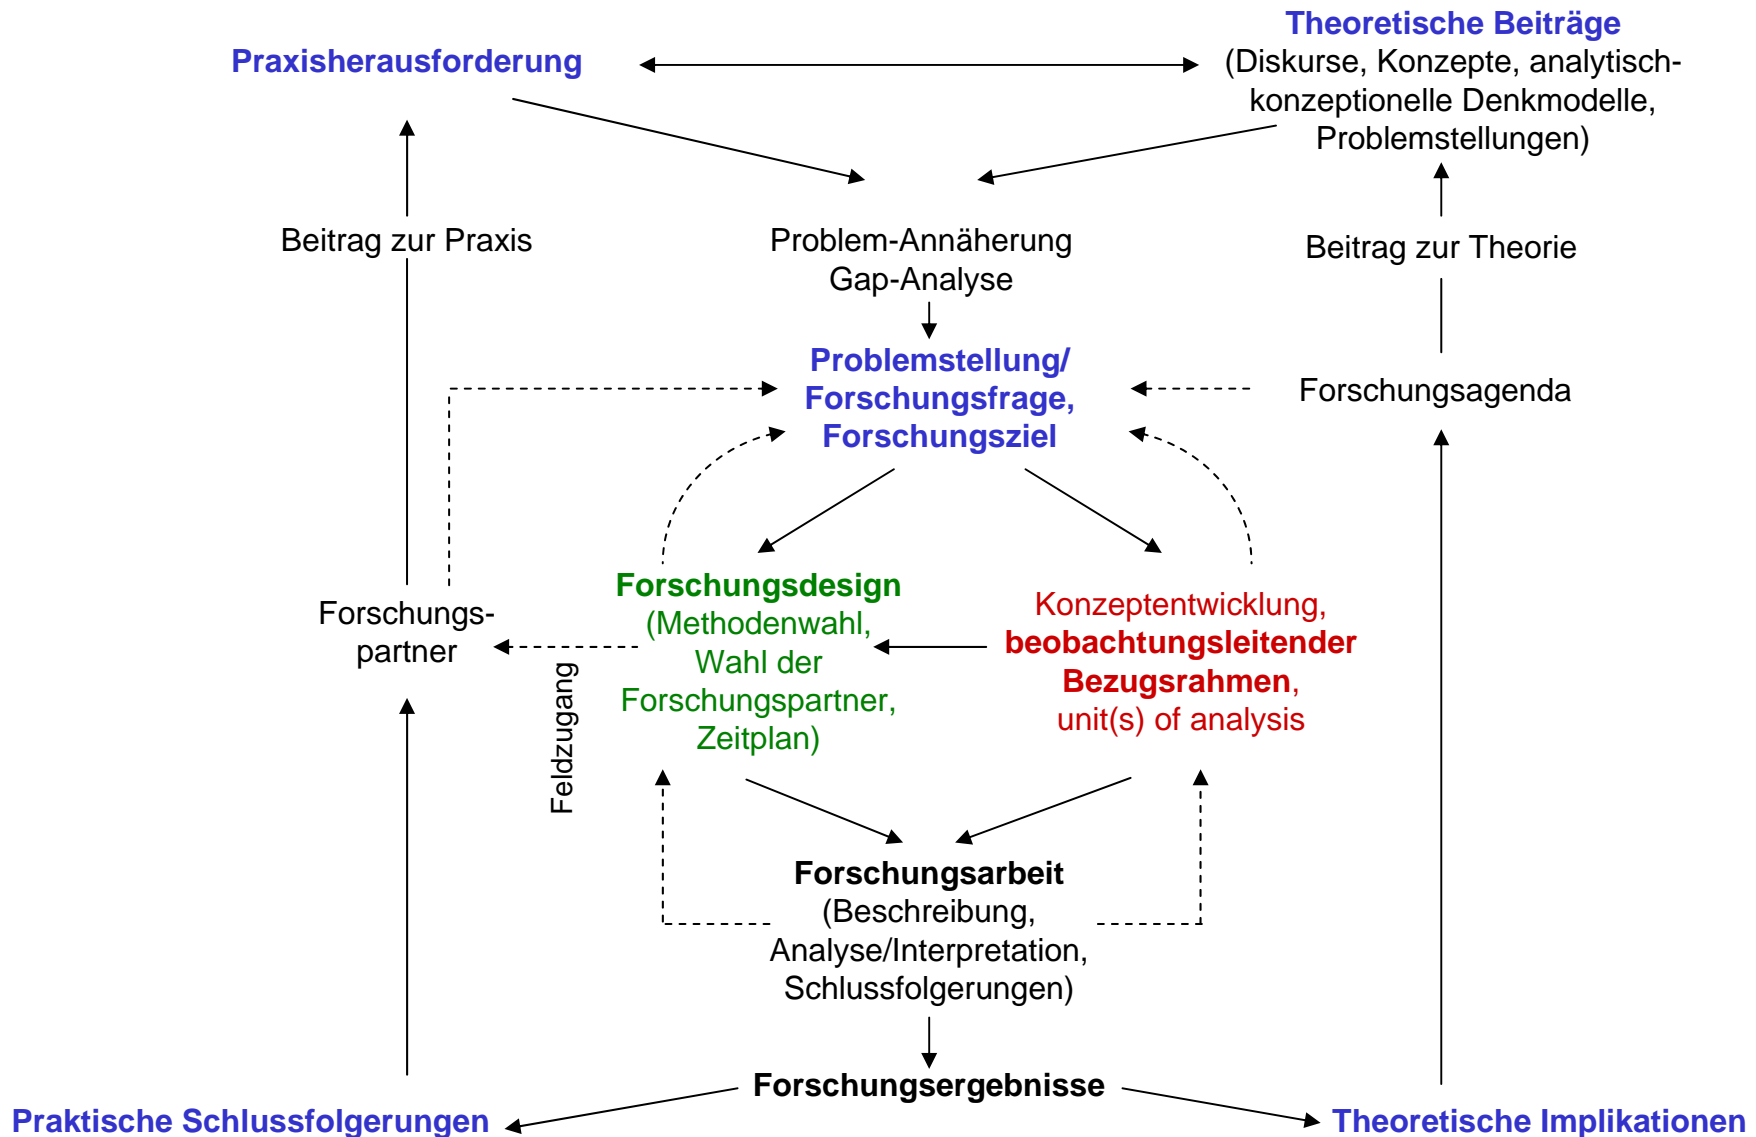 Theoretische Beiträge
Praxisherausforderung
(Diskurse, Konzepte, analytisch-
konzeptionelle Denkmodelle,
Problemstellungen)
Beitrag zur Praxis
Problem-Annäherung
Gap-Analyse
Beitrag zur Theorie
Problemstellung/
Forschungsfrage,
Forschungsziel
Forschungsagenda
Forschungs-
partner
Feldzugang
Forschungsdesign
(Methodenwahl,
Wahl der
Forschungspartner,
Zeitplan)
Konzeptentwicklung,
beobachtungsleitender
Bezugsrahmen,
unit(s) of analysis
Forschungsarbeit
(Beschreibung,
Analyse/Interpretation,
Schlussfolgerungen)
Forschungsergebnisse
Praktische Schlussfolgerungen
Theoretische Implikationen